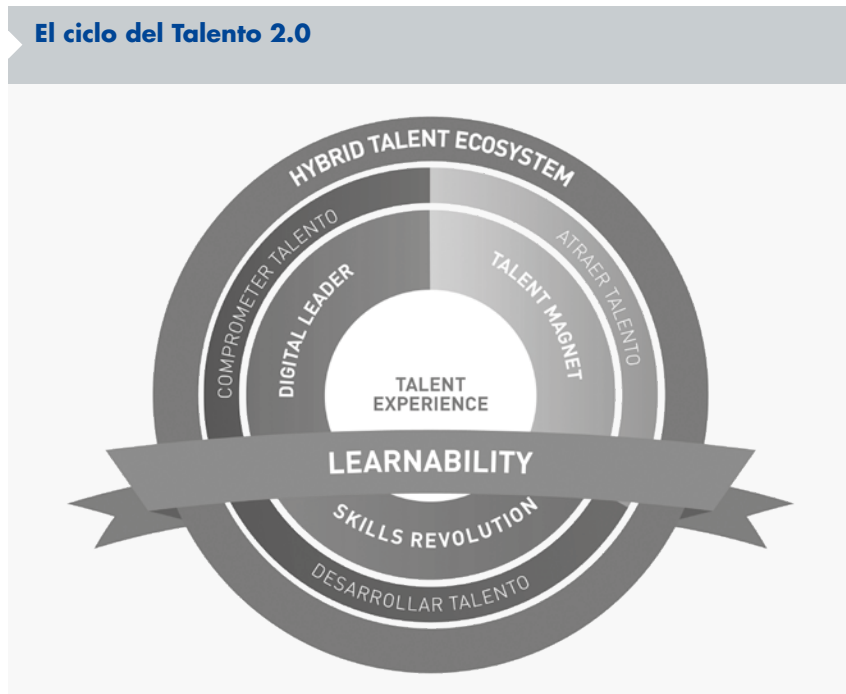 El ciclo del Talento 2.0
HYBRID TALENT ECOSYSTEM
COMPROMETER TALENTO
ATRAER TALENTO
DIGITAL LEADER
TALENT MAGNET
TALENT
EXPERIENCE
LEARNABILITY
SKILLS REVOLUTION
DESARROLLAR TALENTO